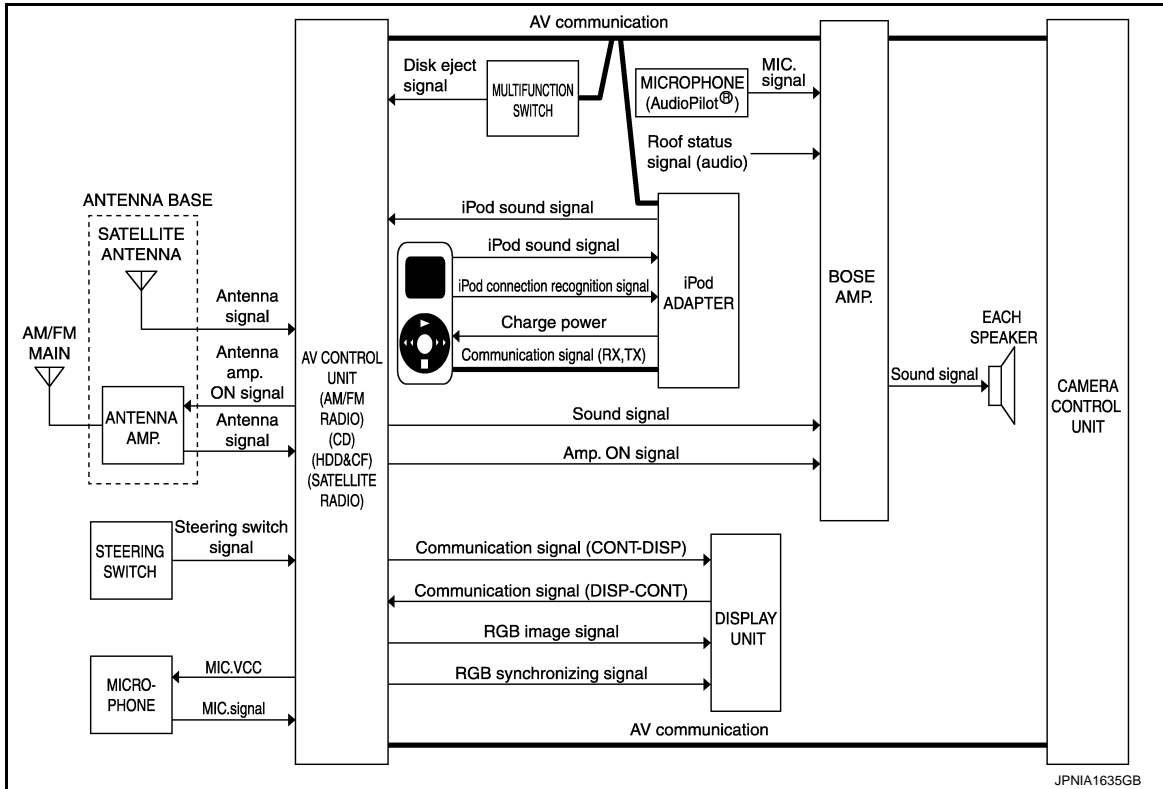 AV communication
Disk eject
signal
MULTIFUNCTION
SWITCH
MICROPHONE
(AudioPilot®)
MIC.
signal
Roof status
signal (audio)
ANTENNA BASE
SATELLITE
ANTENNA
AM/FM
MAIN
ANTENNA
AMP.
Antenna
signal
Antenna
amp.
ON signal
Antenna
signal
STEERING
SWITCH
Steering switch
signal
MICRO-
PHONE
MIC.VCC
MIC.signal
AV CONTROL
UNIT
(AM/FM
RADIO)
(CD)
(HDD&CF)
(SATELLITE
RADIO)
iPod sound signal
iPod sound signal
iPod connection recognition signal
Charge power
Communication signal (RX,TX)
iPod
ADAPTER
Sound signal
Amp. ON signal
BOSE
AMP.
Sound signal
EACH
SPEAKER
CAMERA
CONTROL
UNIT
Communication signal (CONT-DISP)
Communication signal (DISP-CONT)
RGB image signal
RGB synchronizing signal
DISPLAY
UNIT
AV communication
JPNIA1635GB